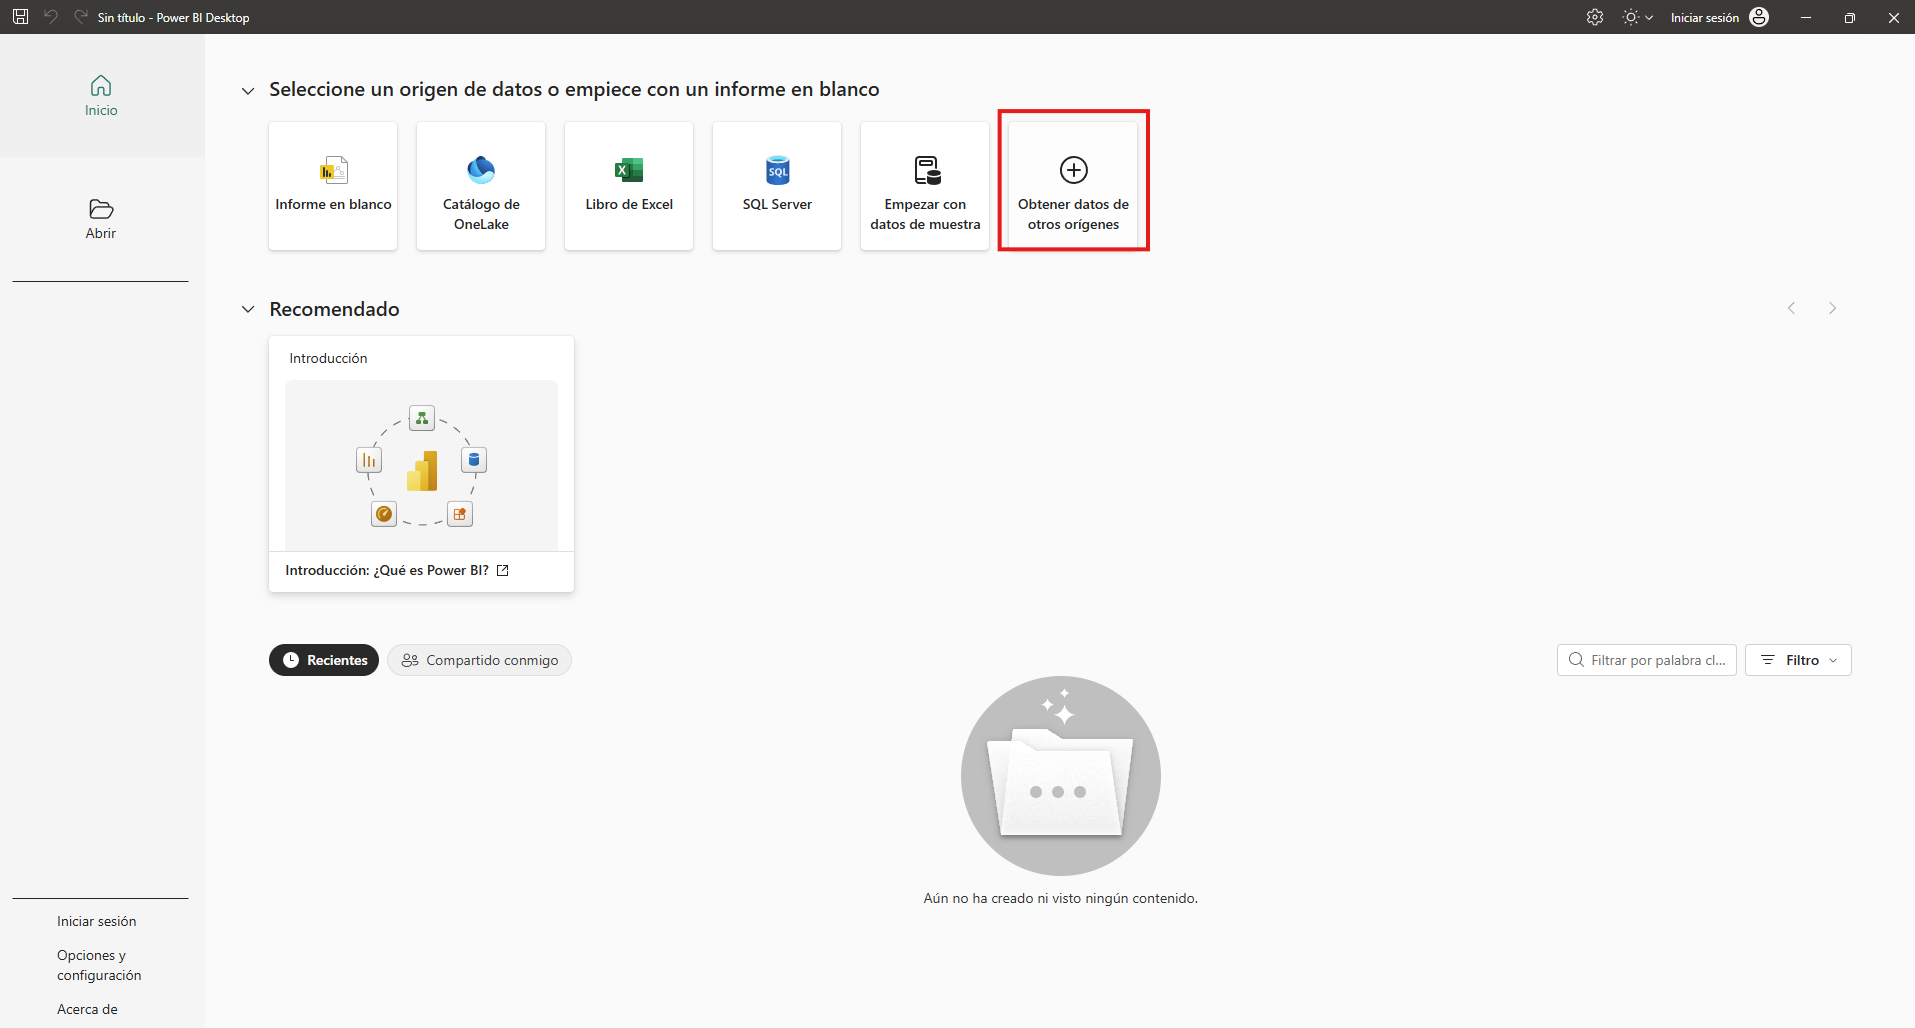 Sin título - Power BI Desktop
Iniciar sesión
Inicio
Abrir
Seleccione un origen de datos o empiece con un informe en blanco
Informe en blanco
Catálogo de
OneLake
X
Libro de Excel
SQL
SQL Server
Empezar con
datos de muestra
Obtener datos de
otros orígenes
Recomendado
Introducción
Introducción: ¿Qué es Power BI?
Recientes
Compartido conmigo
Filtrar por palabra cl...
Filtro
Aún no ha creado ni visto ningún contenido.
Iniciar sesión
Opciones y
configuración
Acerca de